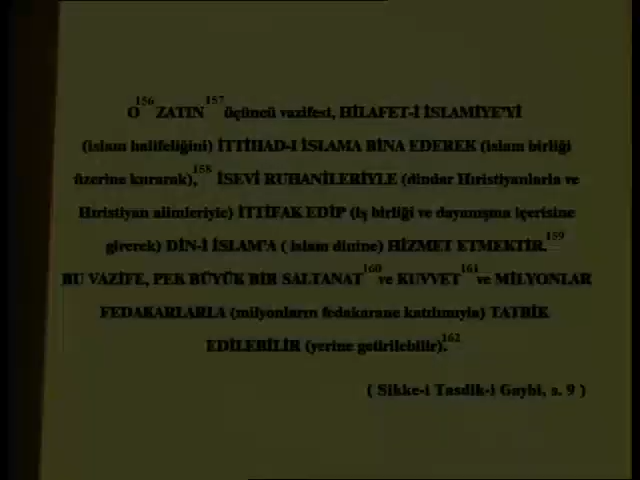 O156 ZATIN157 üçüncü vazifesi, HİLAFET-İ İSLAMİYE'Yİ
(islam halifeliğini) İTTİHAD-I İSLAMA BİNA EDEREK (islam birliği
üzerine kurarak),158 İSEVİ RUHANİLERİYLE (dindar Hıristiyanlarla ve
Hıristiyan alimleriyle) İTTİFAK EDİP (iş birliği ve dayanışma içerisine
girerek) DİN-İ İSLAM'A ( islam dinine) HİZMET ETMEKTİR.159
BU VAZİFE, PEK BÜYÜK BİR SALTANAT160 ve KUVVET161 ve MİLYONLAR
FEDAKARLARLA (milyonların fedakarane katılımıyla) TATBİK
EDİLEBİLİR (yerine getirilebilir).162
( Sikke-i Tasdik-i Gaybi, s. 9 )